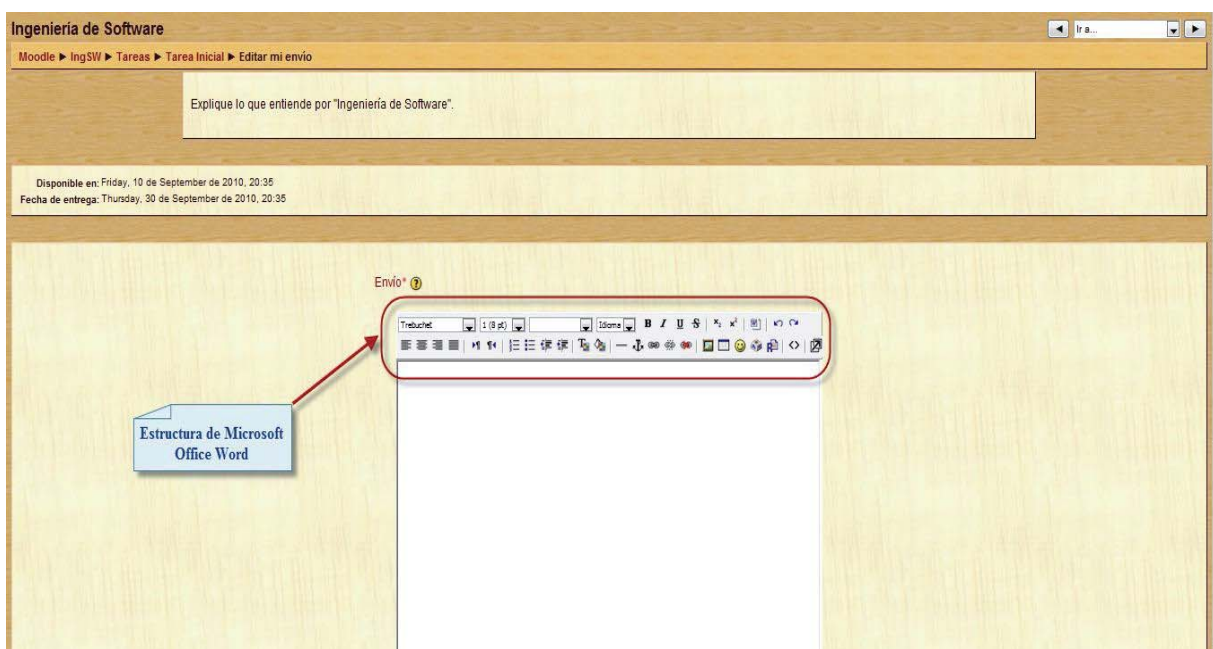 Ingeniería de Software
Ir a...
Moodle ► IngSW ► Tareas ► Tarea Inicial ► Editar mi envío
Explique lo que entiende por "Ingeniería de Software".
Disponible en: Friday, 10 de September de 2010, 20:35
Fecha de entrega: Thursday, 30 de September de 2010, 20:35
Envío*
Trebuchet 1 (8 pt) Idioma B I U S x₂ x²
Estructura de Microsoft
Office Word